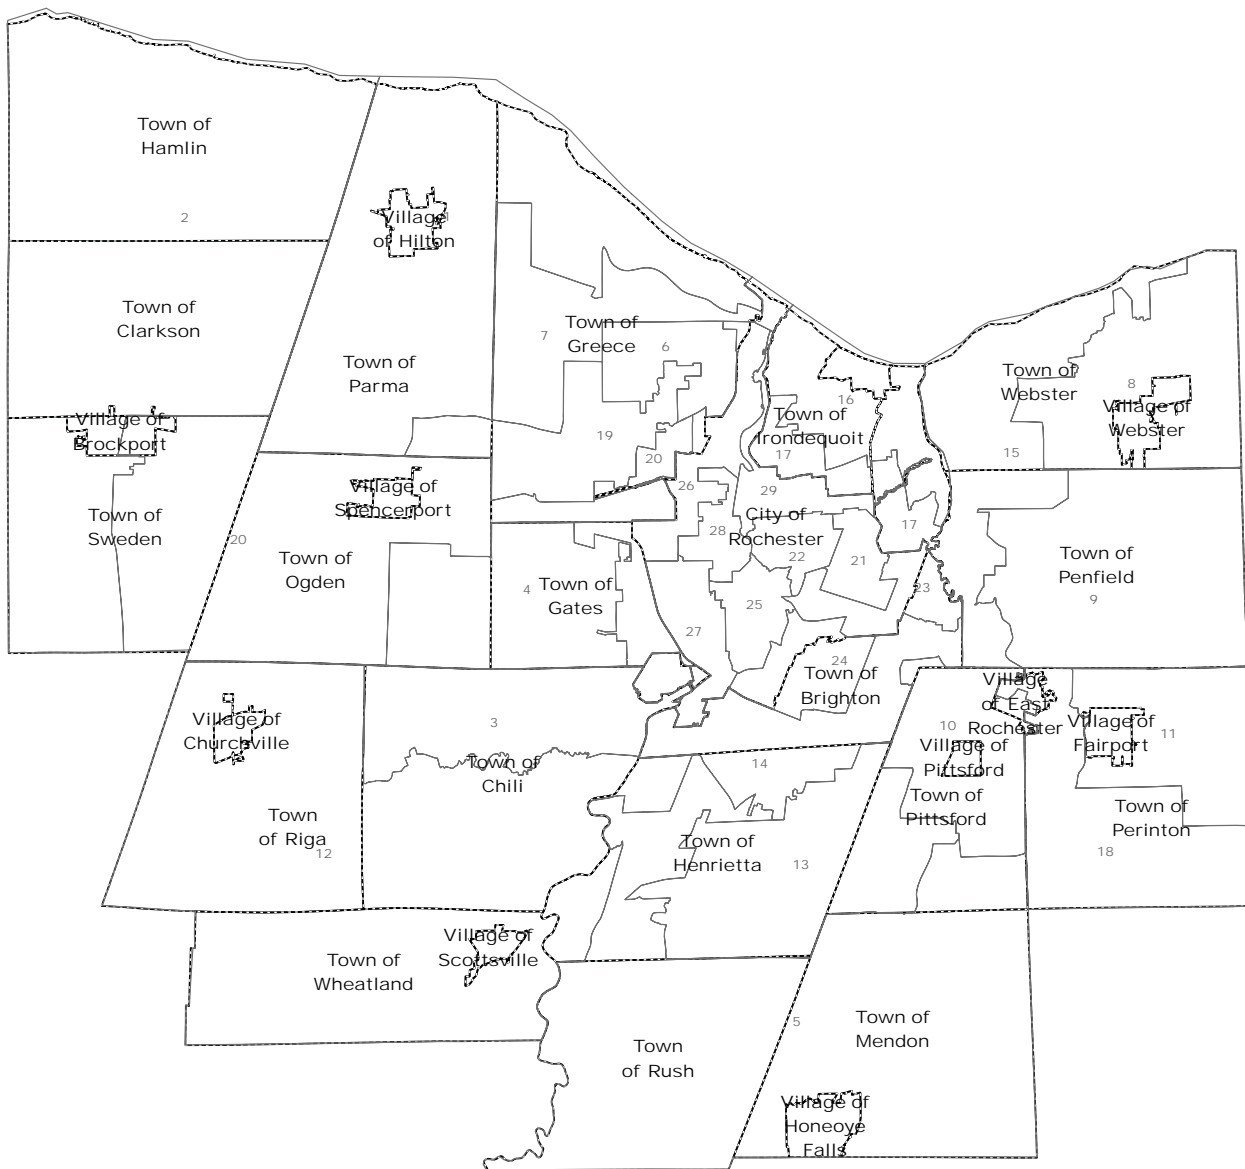 Town of
Hamlin
2
Village
of Hilton
1
Town of
Clarkson
Town of
Parma
7
Town of
Greece
6
Town of
Webster
8
Village of
Webster
16
Town of
Irondequoit
17
15
Village of
Brockport
19
20
Village of
Spencerport
26
29
City of
Rochester
28
22
21
17
Town of
Sweden
20
Town of
Ogden
4
Town of
Gates
25
27
23
Town of
Penfield
9
24
Town of
Brighton
Village
of East
Rochester
Village of
Churchville
3
Town of
Chili
10
Village of
Pittsford
Village of
Fairport
11
14
Town of
Pittsford
Town of
Perinton
18
Town
of Riga
12
Town of
Henrietta
13
Village of
Scottsville
Town of
Wheatland
5
Town of
Mendon
Town
of Rush
Village of
Honeoye
Falls